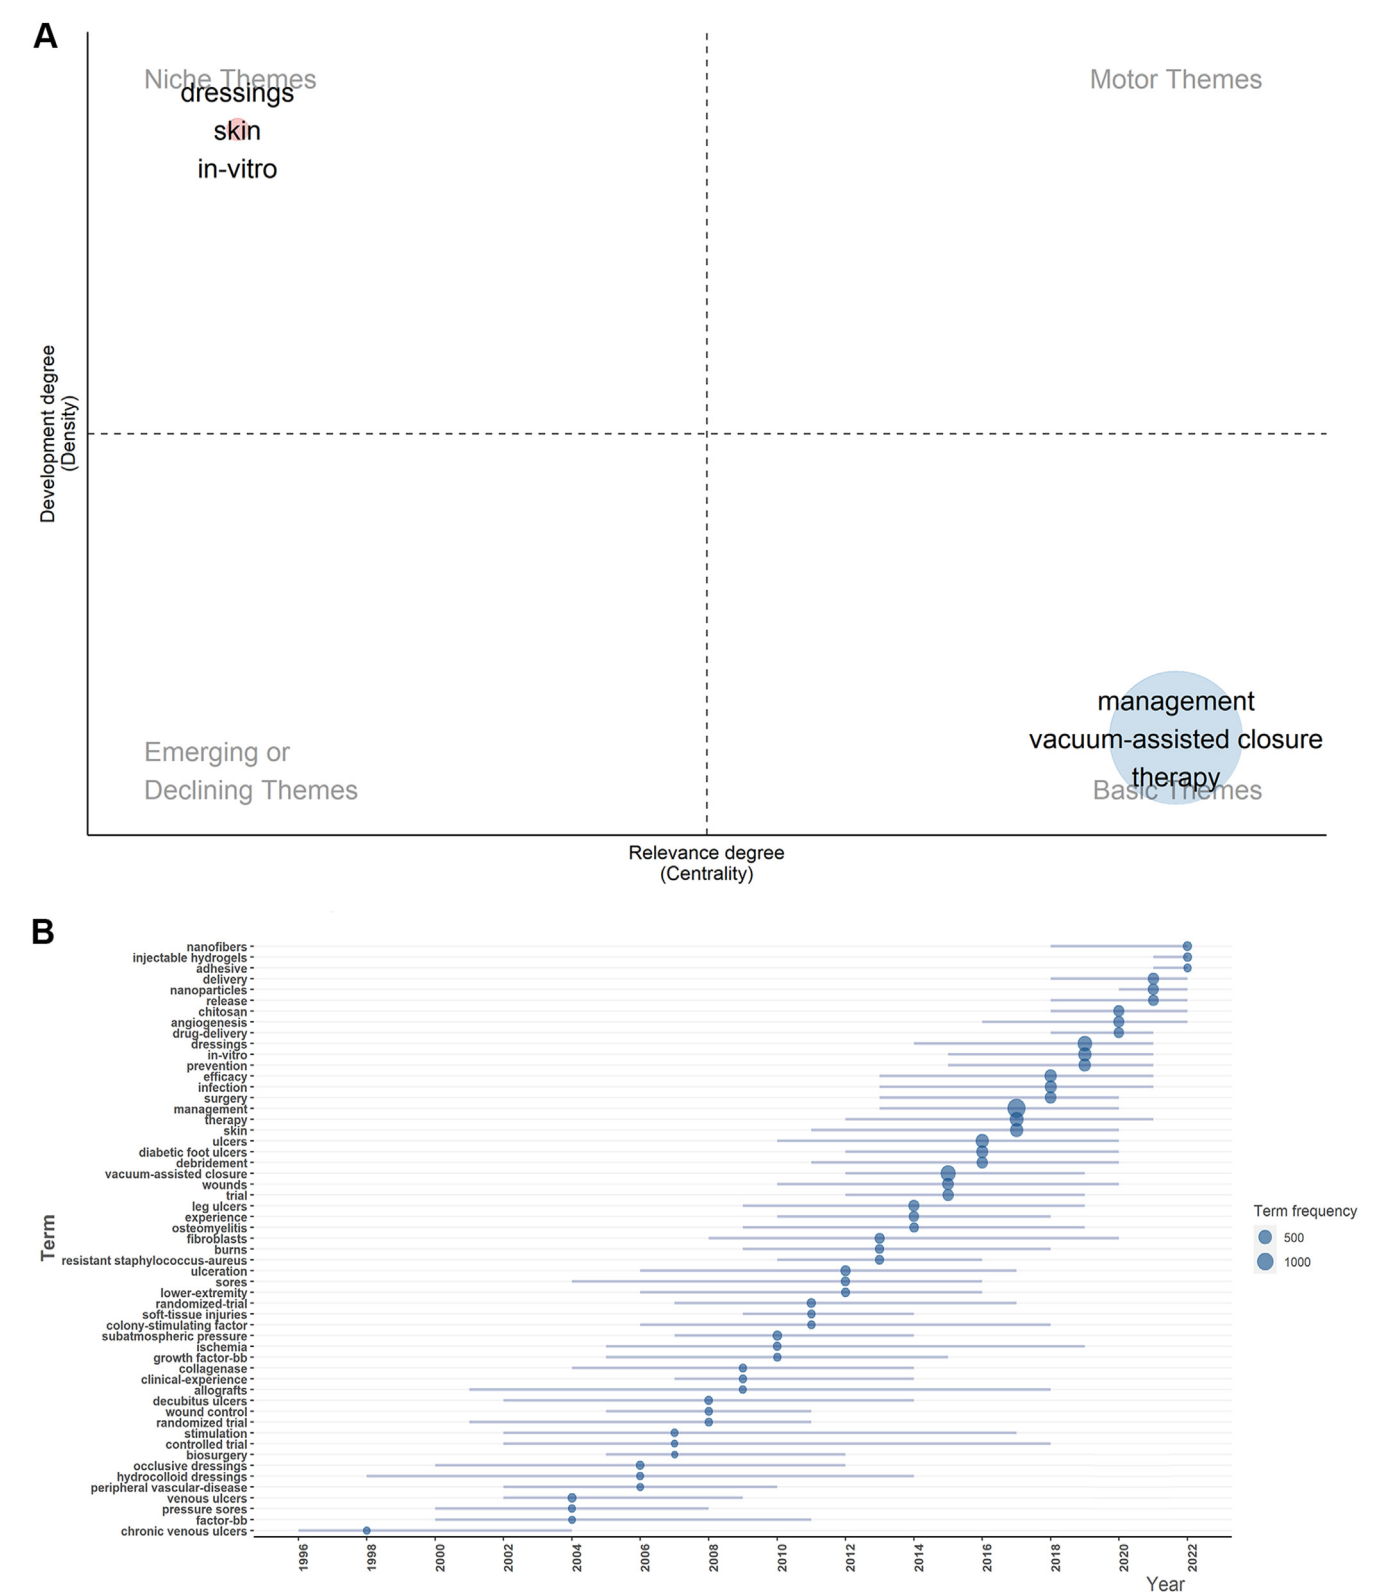 A
Niche Themes
Motor Themes
dressings
skin
in-vitro
Development degree
(Density)
management
vacuum-assisted closure
therapy
Emerging or
Declining Themes
Basic Themes
Relevance degree
(Centrality)
B
nanofibers
injectable hydrogels
adhesive
delivery
nanoparticles
release
chitosan
angiogenesis
drug-delivery
dressings
in-vitro
prevention
efficacy
infection
surgery
management
therapy
skin
ulcers
diabetic foot ulcers
debridement
vacuum-assisted closure
wounds
trial
leg ulcers
experience
osteomyelitis
fibroblasts
burns
resistant staphylococcus-aureus
ulceration
sores
lower-extremity
randomized-trial
soft-tissue injuries
colony-stimulating factor
subatmospheric pressure
ischemia
growth factor-bb
collagenase
clinical-experience
allografts
decubitus ulcers
wound control
randomized trial
stimulation
controlled trial
biosurgery
occlusive dressings
hydrocolloid dressings
peripheral vascular-disease
venous ulcers
pressure sores
factor-bb
chronic venous ulcers
Term
Term frequency
500
1000
1996 1998 2000 2002 2004 2006 2008 2010 2012 2014 2016 2018 2020 2022
Year